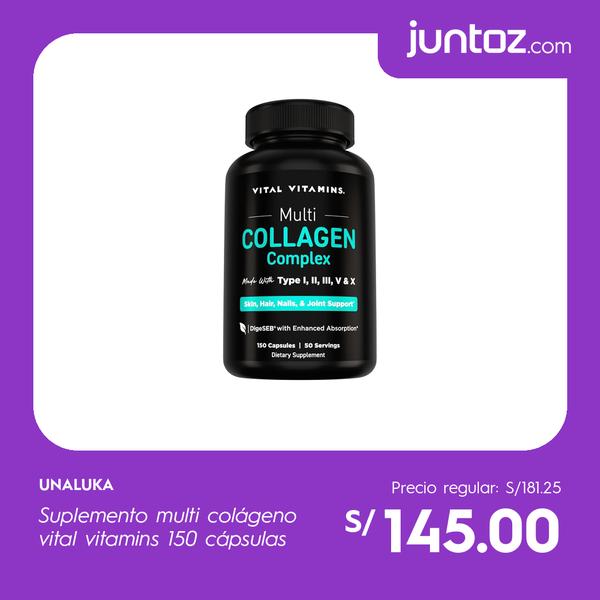 juntoz.com
VITAL VITAMINS.
Multi
COLLAGEN
Complex
Made With Type I, II, III, V & X
Skin, Hair, Nails, & Joint Support*
DigeSEB® with Enhanced Absorption*
150 Capsules | 50 Servings
Dietary Supplement
UNALUKA
Suplemento multi colágeno
vital vitamins 150 cápsulas
Precio regular: S/181.25
S/ 145.00